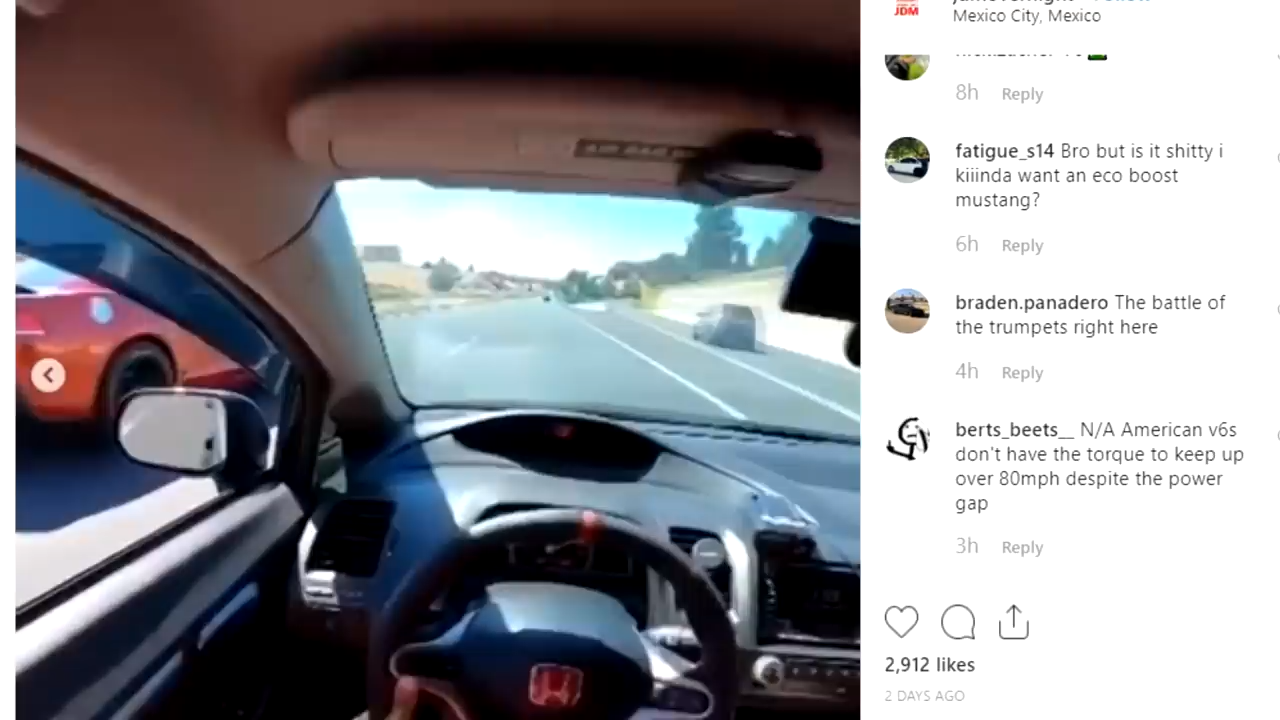 JDM
Mexico City, Mexico
8h Reply
fatigue_s14 Bro but is it shitty i
kiiinda want an eco boost
mustang?
6h Reply
braden.panadero The battle of
the trumpets right here
4h Reply
berts_beets__ N/A American v6s
don't have the torque to keep up
over 80mph despite the power
gap
3h Reply
2,912 likes
2 DAYS AGO